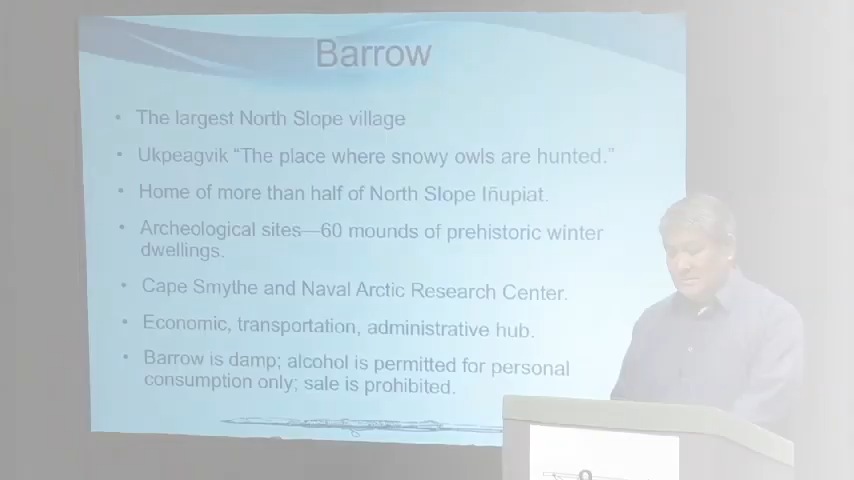 Barrow
• The largest North Slope village
• Ukpeagvik “The place where snowy owls are hunted.”
• Home of more than half of North Slope Iñupiat.
• Archeological sites—60 mounds of prehistoric winter
dwellings.
• Cape Smythe and Naval Arctic Research Center.
• Economic, transportation, administrative hub.
• Barrow is damp; alcohol is permitted for personal
consumption only; sale is prohibited.